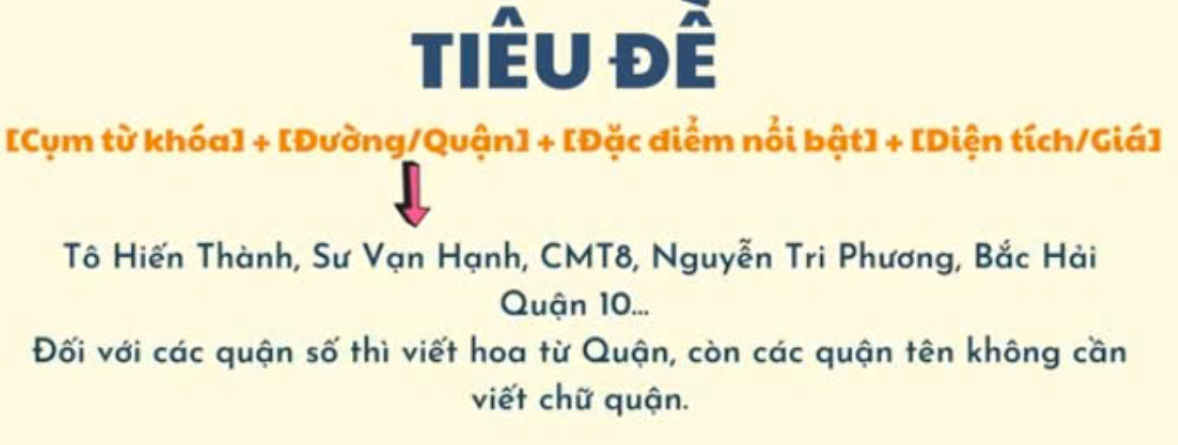 TIÊU ĐỀ
[Cụm từ khóa] + [Đường/Quận] + [Đặc điểm nổi bật] + [Diện tích/Giá]
Tô Hiến Thành, Sư Vạn Hạnh, CMT8, Nguyễn Tri Phương, Bắc Hải
Quận 10...
Đối với các quận số thì viết hoa từ Quận, còn các quận tên không cần
viết chữ quận.